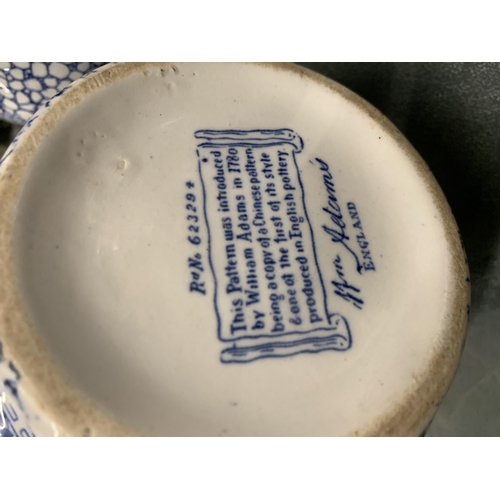 Rd No. 623294
This Pattern was introduced
by William Adams in 1780
being a copy of a Chinese pattern
& one of the first of its style
produced in English pottery.
Wm Adams
ENGLAND